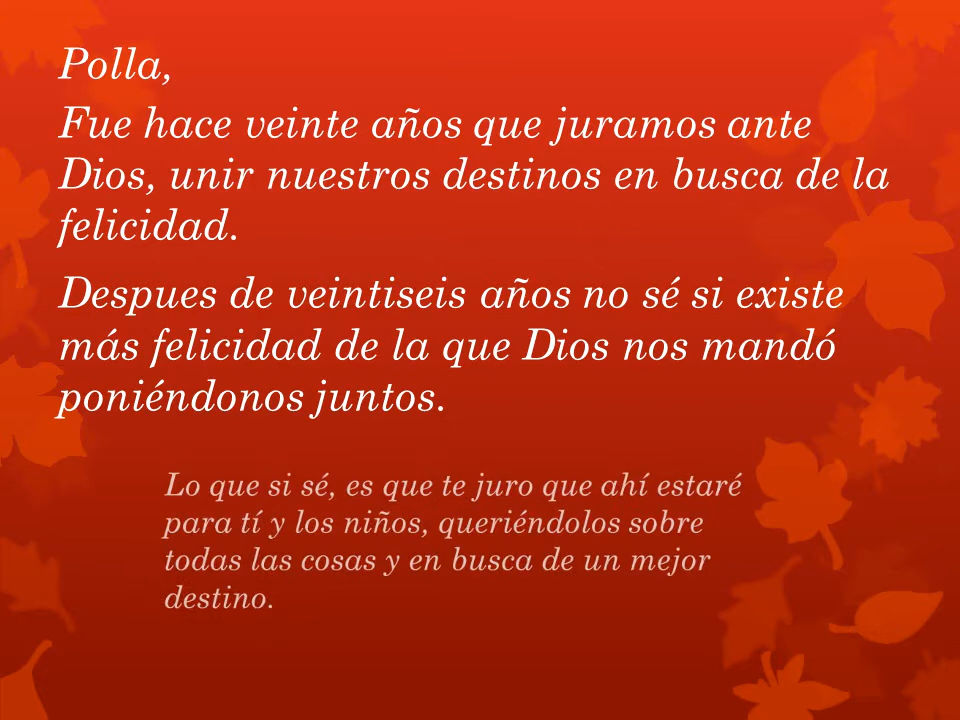 Polla,
Fue hace veinte años que juramos ante
Dios, unir nuestros destinos en busca de la
felicidad.
Despues de veintiseis años no sé si existe
más felicidad de la que Dios nos mandó
poniéndonos juntos.
Lo que si sé, es que te juro que ahí estaré
para tí y los niños, queriéndolos sobre
todas las cosas y en busca de un mejor
destino.